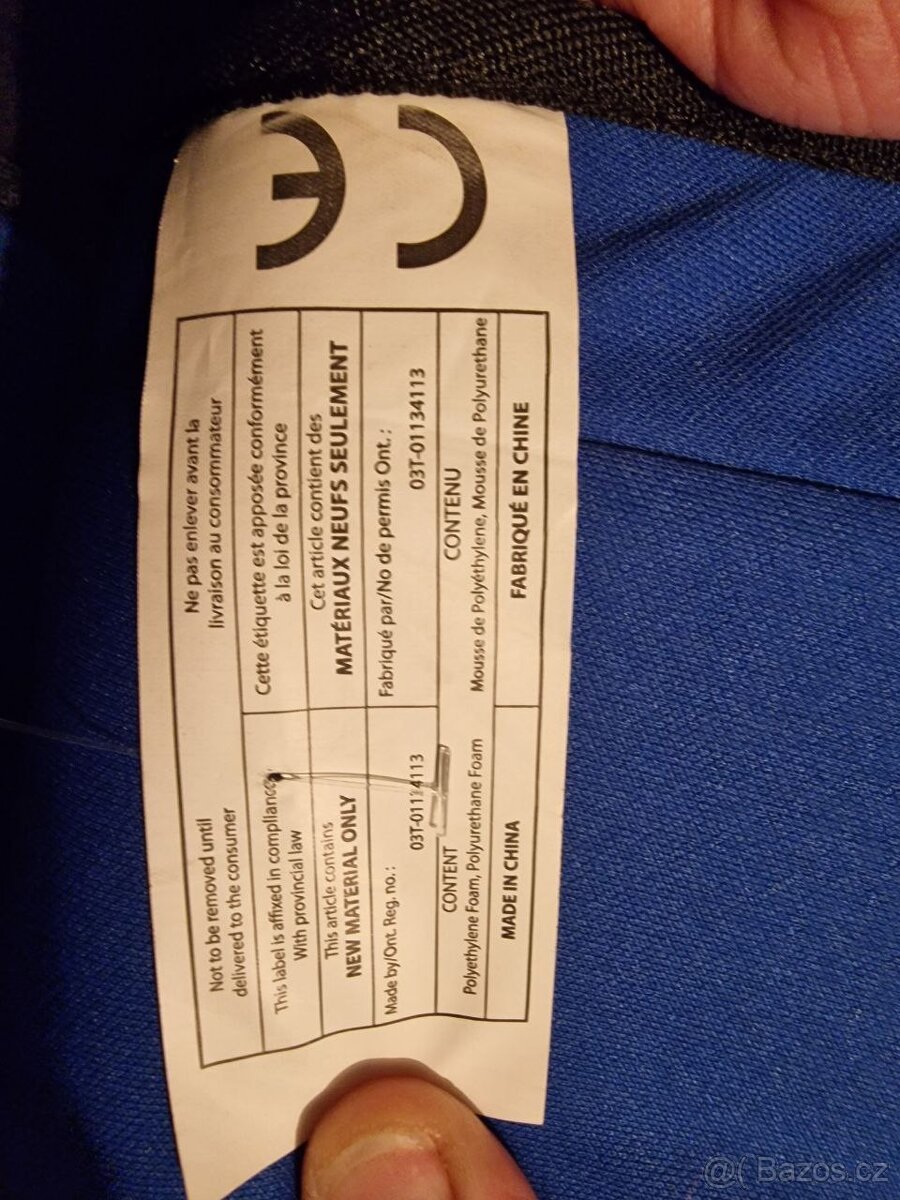 Not to be removed until
delivered to the consumer
Ne pas enlever avant la
livraison au consommateur
This label is affixed in compliance
With provincial law
Cette étiquette est apposée conformément
à la loi de la province
This article contains
NEW MATERIAL ONLY
Cet article contient des
MATÉRIAUX NEUFS SEULEMENT
Made by/Ont. Reg. no.:
03T-01134113
Fabriqué par/No de permis Ont.:
03T-01134113
CONTENT
Polyethylene Foam, Polyurethane Foam
CONTENU
Mousse de Polyéthylene, Mousse de Polyurethane
MADE IN CHINA
FABRIQUÉ EN CHINE
CE
@( Bazos.cz